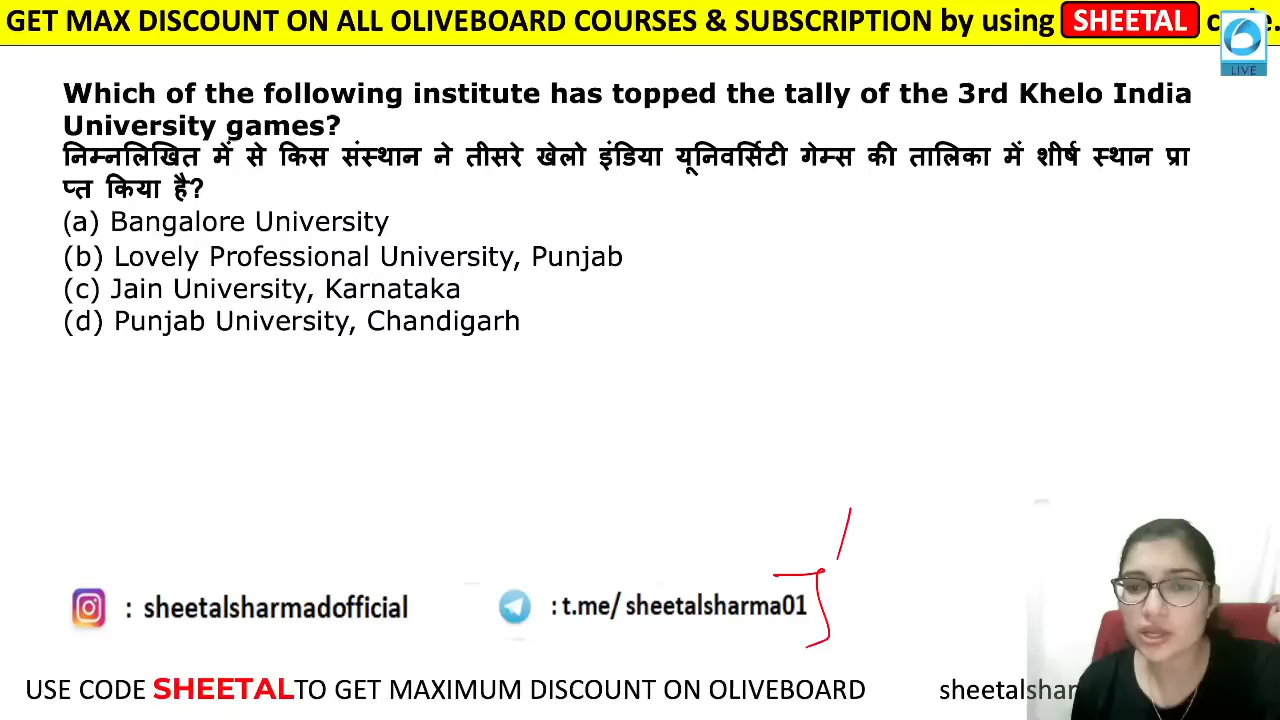 GET MAX DISCOUNT ON ALL OLIVEBOARD COURSES & SUBSCRIPTION by using SHEETAL code.
LIVE
Which of the following institute has topped the tally of the 3rd Khelo India
University games?
निम्नलिखित में से किस संस्थान ने तीसरे खेलो इंडिया यूनिवर्सिटी गेम्स की तालिका में शीर्ष स्थान प्रा
प्त किया है?
(a) Bangalore University
(b) Lovely Professional University, Punjab
(c) Jain University, Karnataka
(d) Punjab University, Chandigarh
: sheetalsharmadofficial
: t.me/ sheetalsharma01
USE CODE SHEETALTO GET MAXIMUM DISCOUNT ON OLIVEBOARD